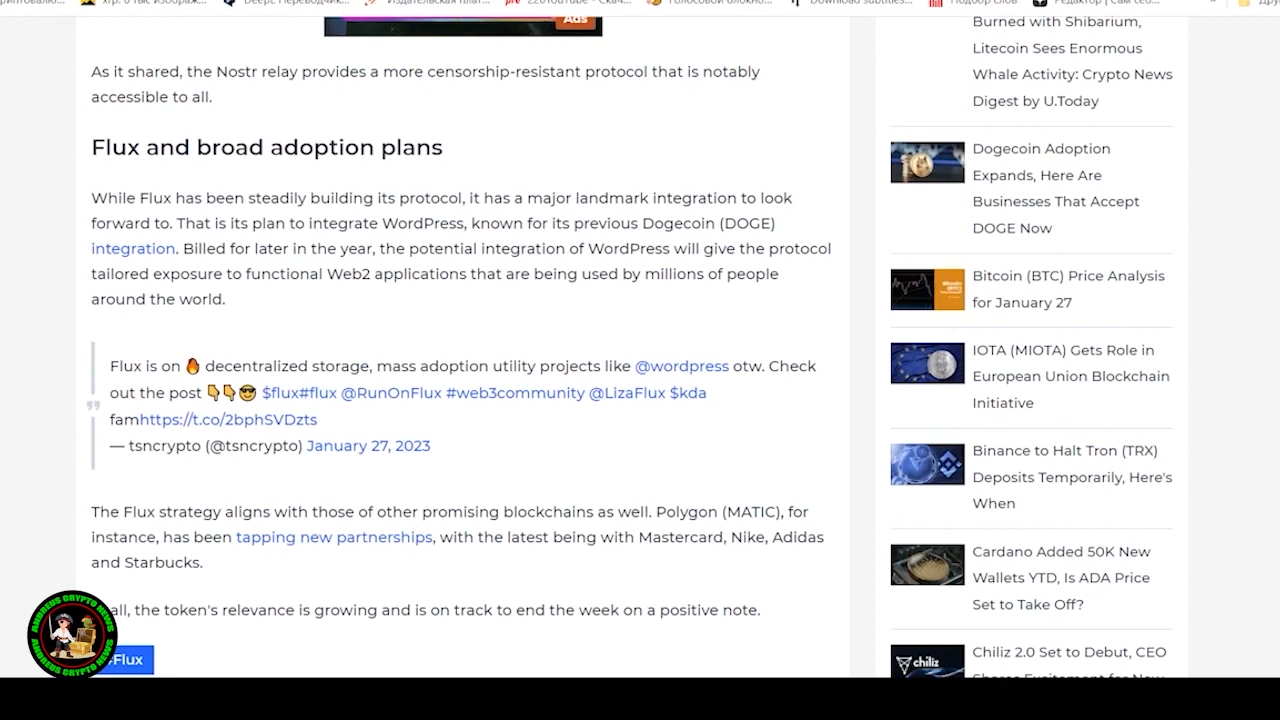 Ads
As it shared, the Nostr relay provides a more censorship-resistant protocol that is notably
accessible to all.
Flux and broad adoption plans
While Flux has been steadily building its protocol, it has a major landmark integration to look
forward to. That is its plan to integrate WordPress, known for its previous Dogecoin (DOGE)
integration. Billed for later in the year, the potential integration of WordPress will give the protocol
tailored exposure to functional Web2 applications that are being used by millions of people
around the world.
Flux is on 🔥 decentralized storage, mass adoption utility projects like @wordpress otw. Check
out the post 👇👇😎 $flux#flux @RunOnFlux #web3community @LizaFlux $kda
famhttps://t.co/2bphSVDzts
— tsncrypto (@tsncrypto) January 27, 2023
The Flux strategy aligns with those of other promising blockchains as well. Polygon (MATIC), for
instance, has been tapping new partnerships, with the latest being with Mastercard, Nike, Adidas
and Starbucks.
all, the token's relevance is growing and is on track to end the week on a positive note.
Flux
ANDREUS CRYPTO NEWS
ANDREUS CRYPTO NEWS
Burned with Shibarium,
Litecoin Sees Enormous
Whale Activity: Crypto News
Digest by U.Today
Dogecoin Adoption
Expands, Here Are
Businesses That Accept
DOGE Now
Bitcoin (BTC) Price Analysis
for January 27
IOTA (MIOTA) Gets Role in
European Union Blockchain
Initiative
Binance to Halt Tron (TRX)
Deposits Temporarily, Here's
When
Cardano Added 50K New
Wallets YTD, Is ADA Price
Set to Take Off?
chiliz
Chiliz 2.0 Set to Debut, CEO